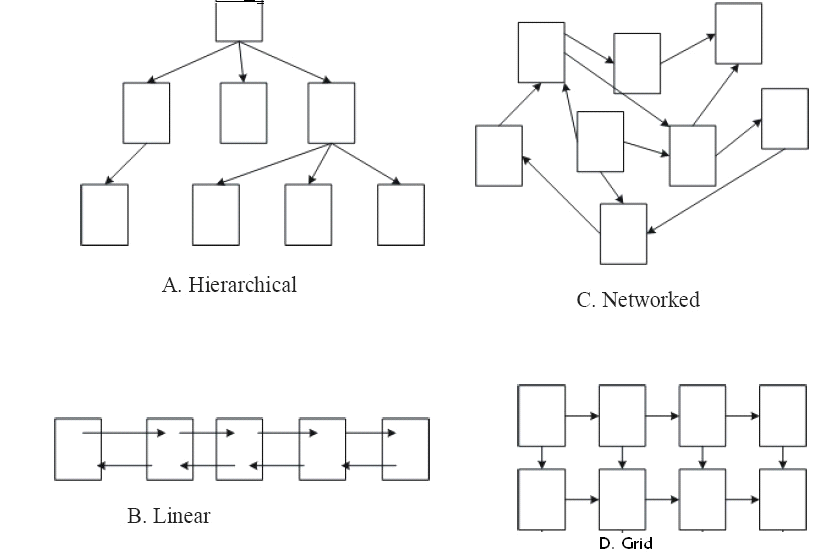 A. Hierarchical
C. Networked
B. Linear
D. Grid